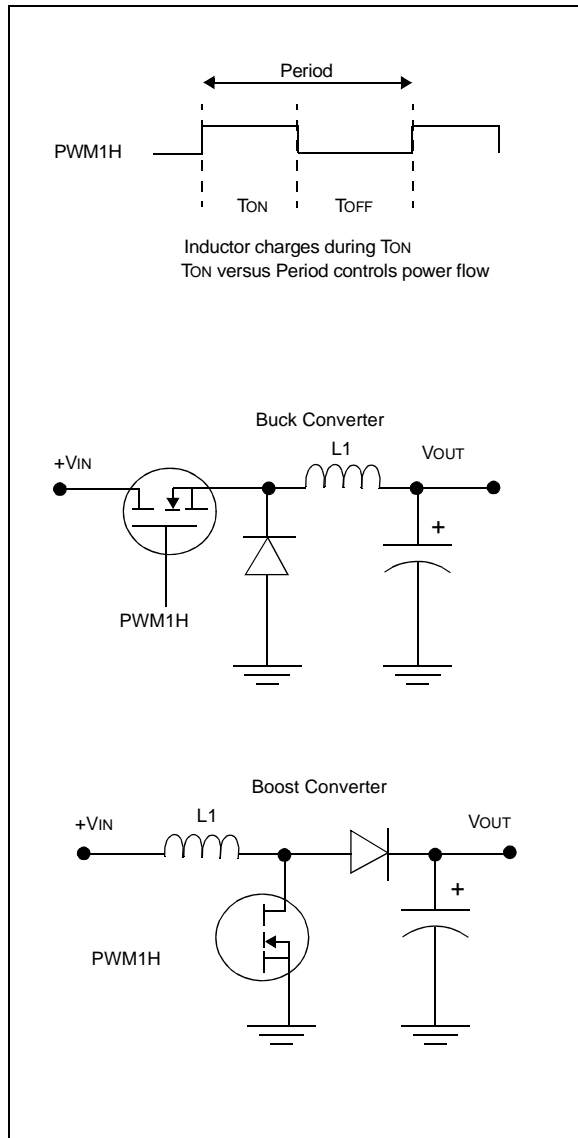 Period
PWM1H
TON
TOFF
Inductor charges during TON
TON versus Period controls power flow
Buck Converter
L1
+VIN
VOUT
+
PWM1H
Boost Converter
L1
+VIN
VOUT
+
PWM1H